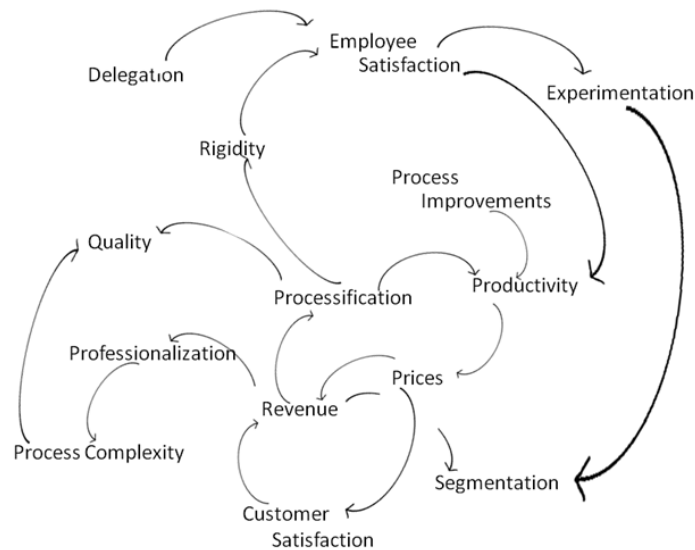 Employee
Satisfaction
Delegation
Experimentation
Rigidity
Process
Improvements
Quality
Processification
Productivity
Professionalization
Prices
Revenue
Process Complexity
Segmentation
Customer
Satisfaction